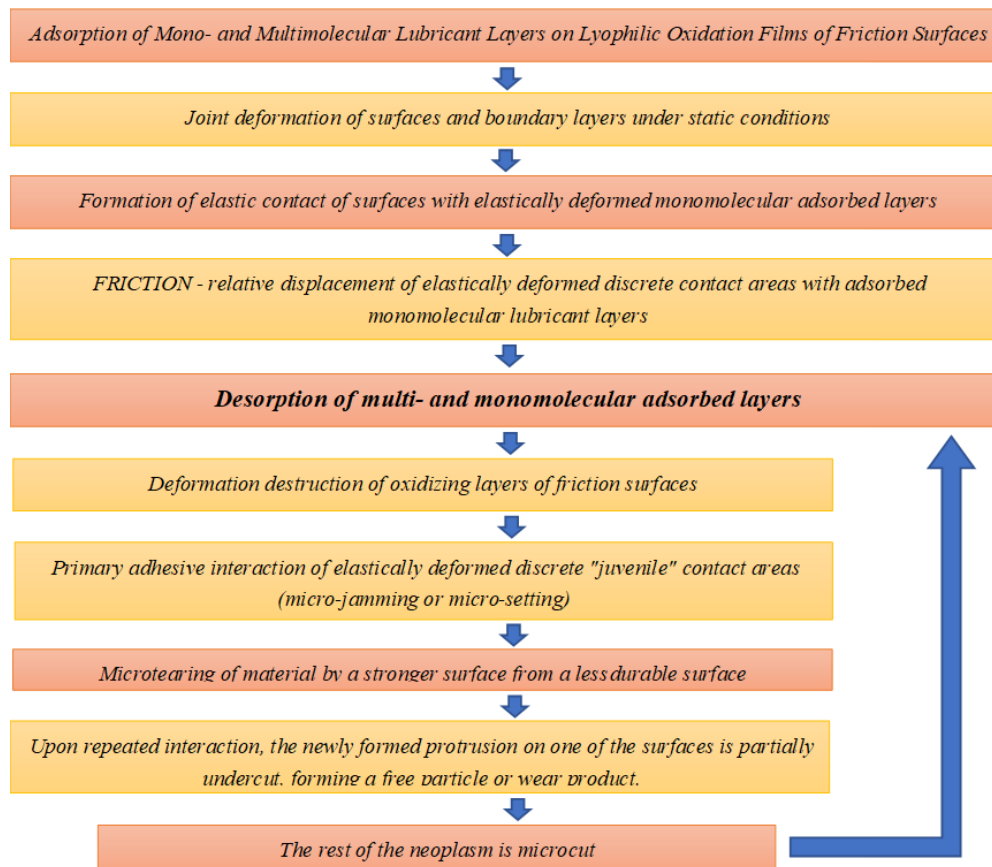 Adsorption of Mono- and Multimolecular Lubricant Layers on Lyophilic Oxidation Films of Friction Surfaces
Joint deformation of surfaces and boundary layers under static conditions
Formation of elastic contact of surfaces with elastically deformed monomolecular adsorbed layers
FRICTION - relative displacement of elastically deformed discrete contact areas with adsorbed
monomolecular lubricant layers
Desorption of multi- and monomolecular adsorbed layers
Deformation destruction of oxidizing layers of friction surfaces
Primary adhesive interaction of elastically deformed discrete "juvenile" contact areas
(micro-jamming or micro-setting)
Microtearing of material by a stronger surface from a less durable surface
Upon repeated interaction, the newly formed protrusion on one of the surfaces is partially
undercut, forming a free particle or wear product.
The rest of the neoplasm is microcut